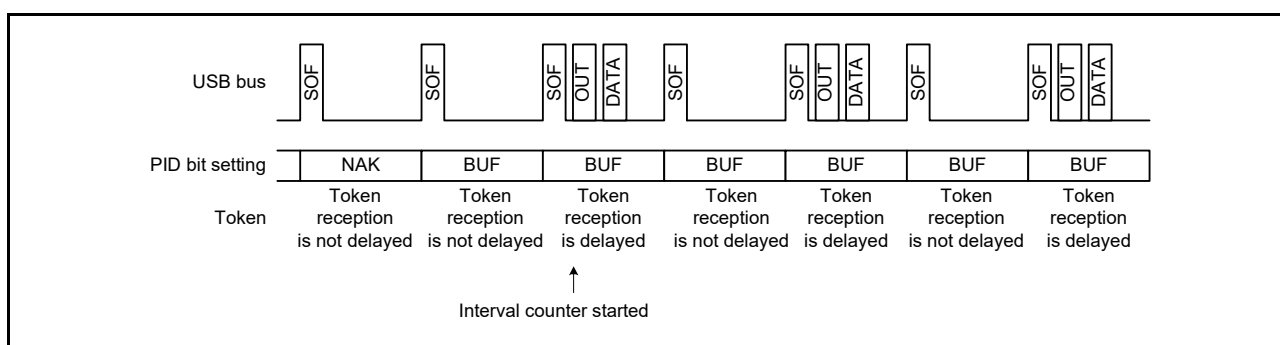 USB bus
SOF
SOF
SOF
OUT
DATA
SOF
SOF
OUT
DATA
SOF
SOF
OUT
DATA
PID bit setting
NAK
BUF
BUF
BUF
BUF
BUF
BUF
Token
Token
reception
is not delayed
Token
reception
is not delayed
Token
reception
is delayed
Token
reception
is not delayed
Token
reception
is delayed
Token
reception
is not delayed
Token
reception
is delayed
Interval counter started